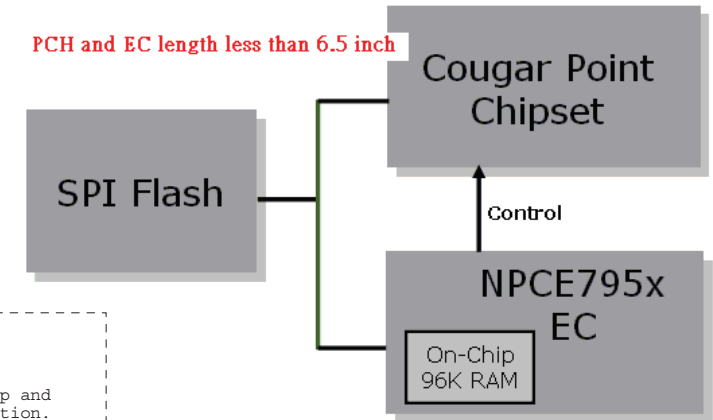 PCH and EC length less than 6.5 inch
Cougar Point
Chipset
SPI Flash
Control
NPCE795x
EC
On-Chip
96K RAM
and